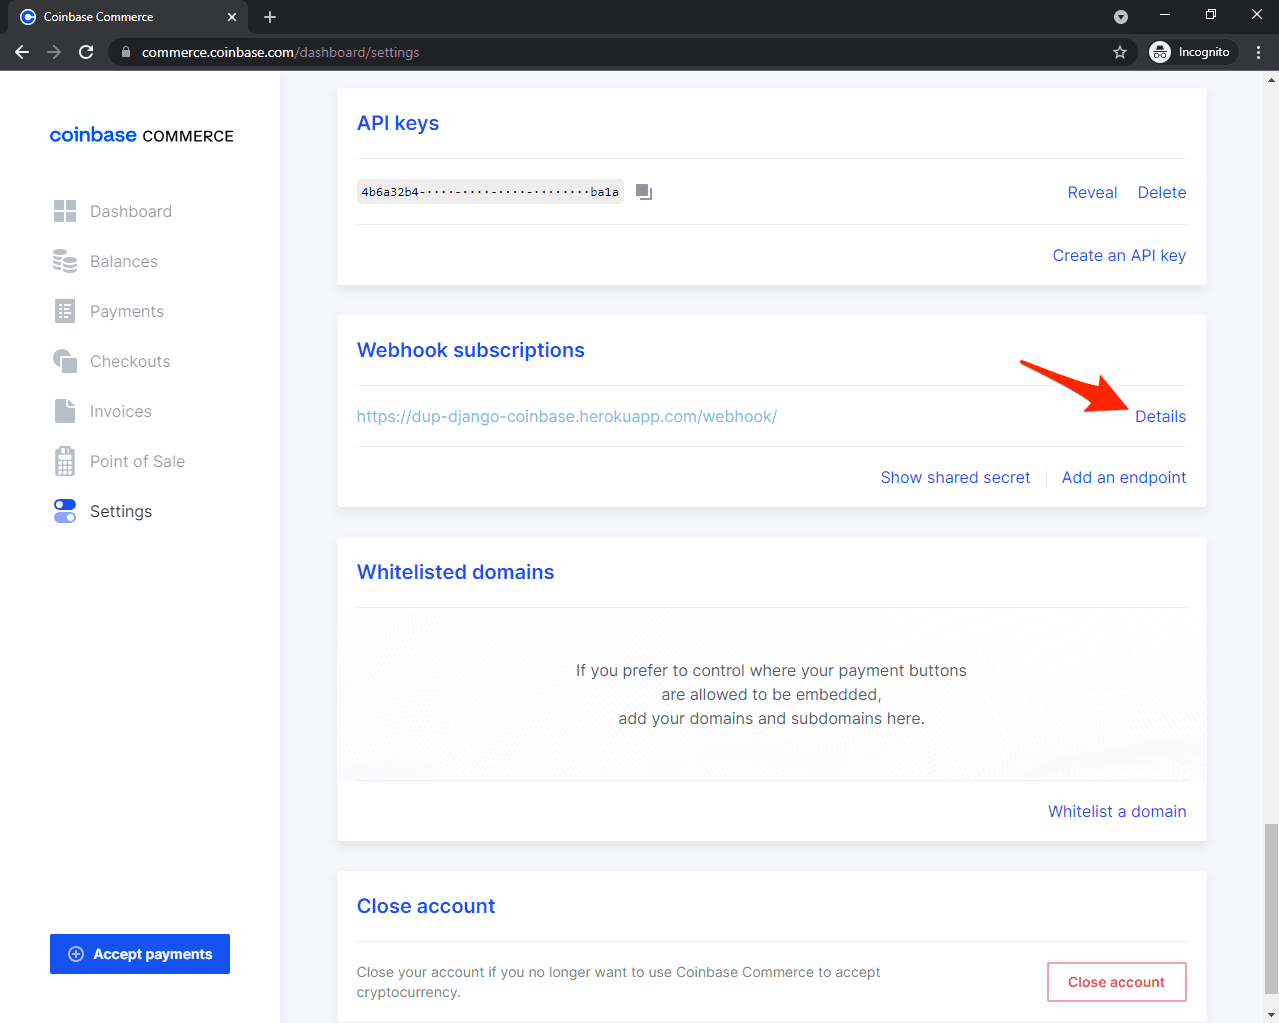 Coinbase Commerce
commerce.coinbase.com/dashboard/settings
Incognito
coinbase COMMERCE
Dashboard
Balances
Payments
Checkouts
Invoices
Point of Sale
Settings
Accept payments
API keys
4b6a32b4-····-····-····-········ba1a
Reveal Delete
Create an API key
Webhook subscriptions
https://dup-django-coinbase.herokuapp.com/webhook/
Details
Show shared secret
Add an endpoint
Whitelisted domains
If you prefer to control where your payment buttons
are allowed to be embedded,
add your domains and subdomains here.
Whitelist a domain
Close account
Close your account if you no longer want to use Coinbase Commerce to accept
cryptocurrency.
Close account